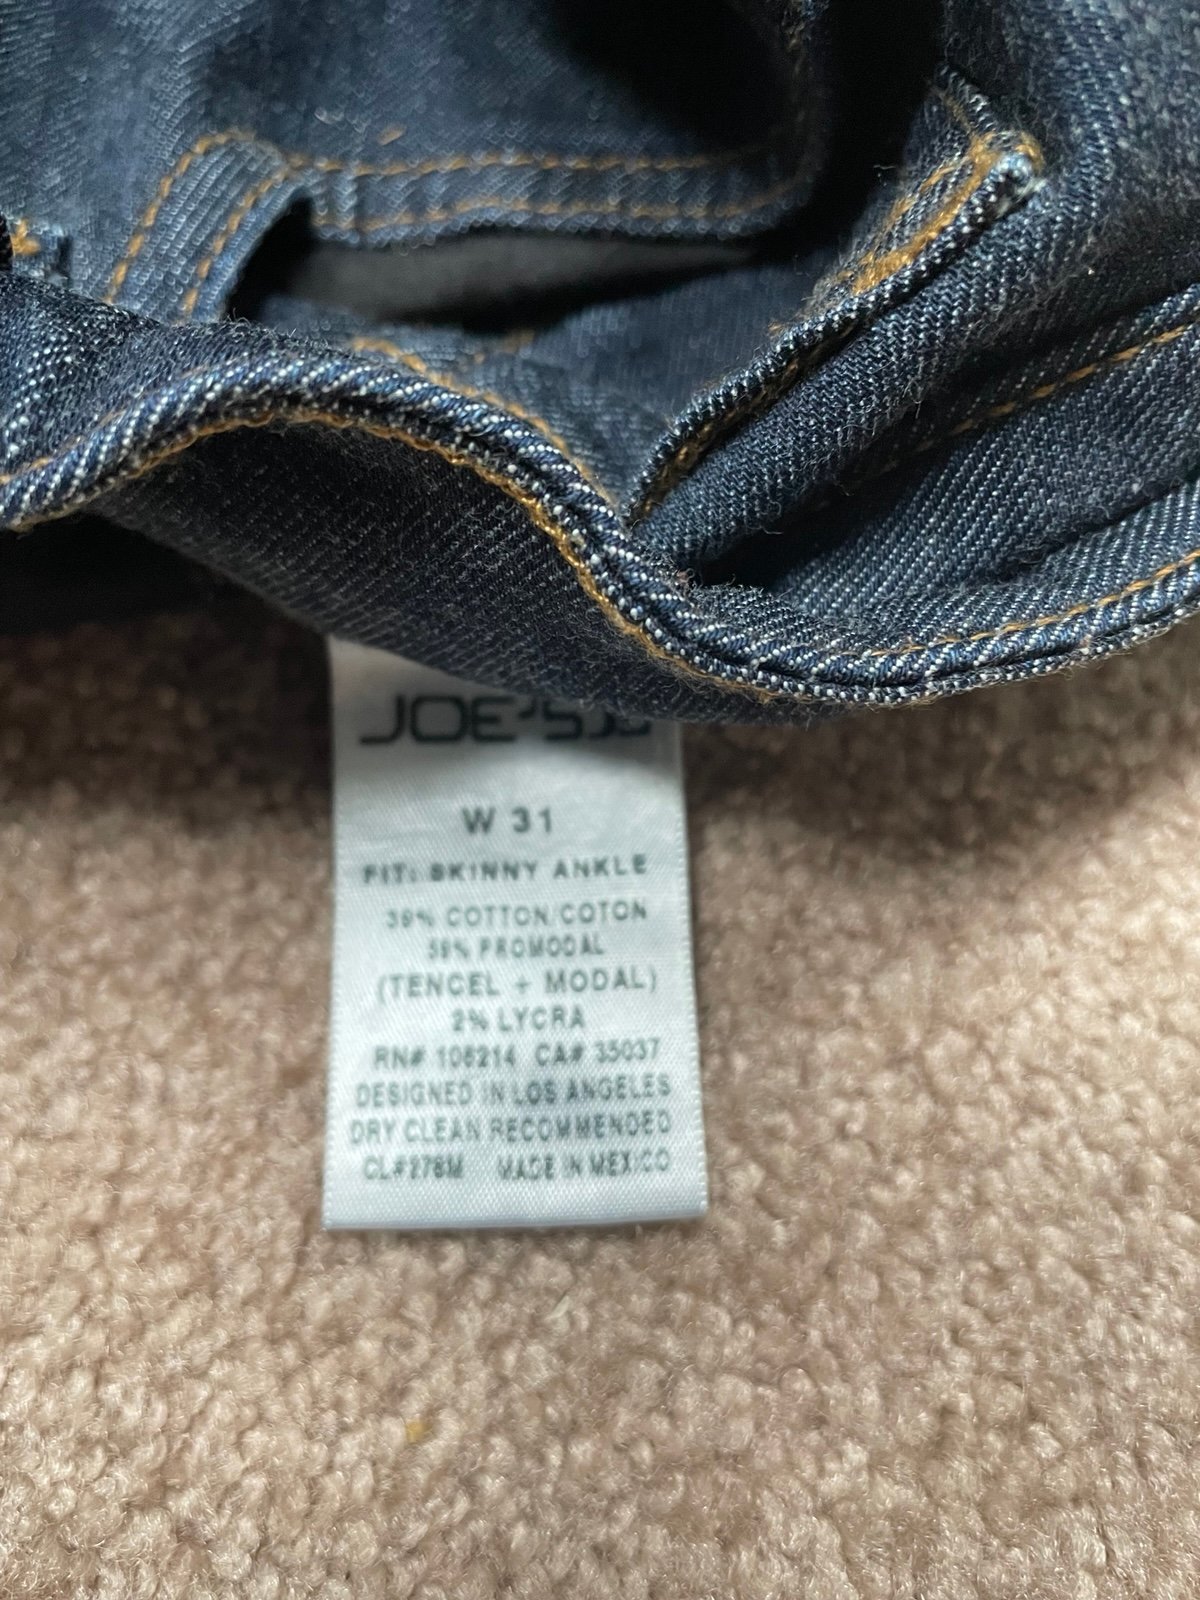 JOE'S
W 31
FIT: SKINNY ANKLE
39% COTTON/COTON
59% PROMODAL
(TENCEL + MODAL)
2% LYCRA
RN# 106214 CA# 35037
DESIGNED IN LOS ANGELES
DRY CLEAN RECOMMENDED
CL#276M MADE IN MEXICO